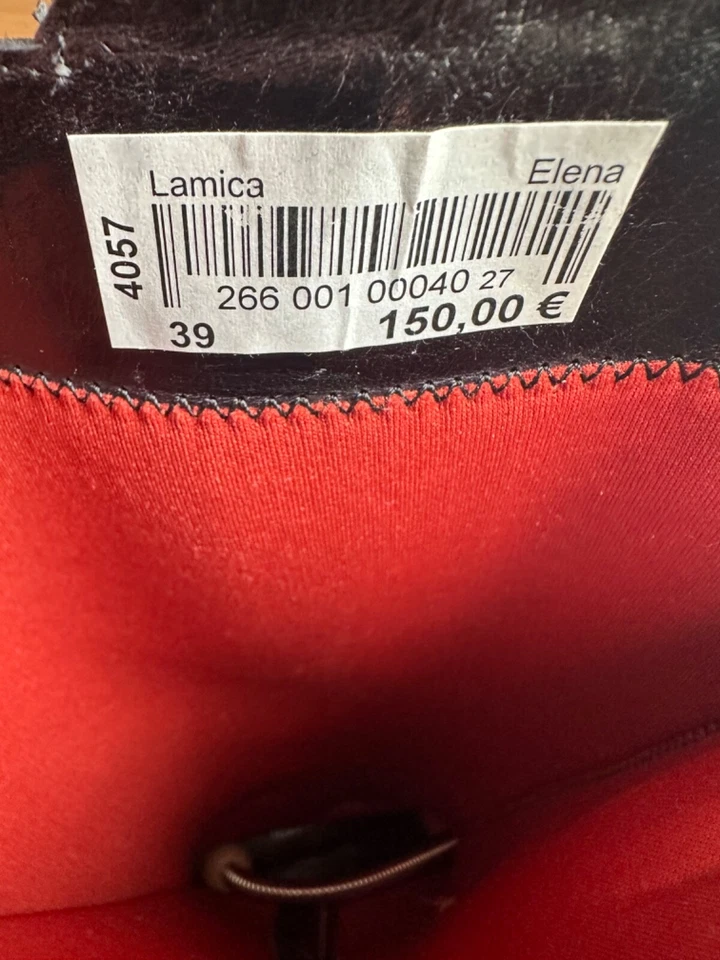 Lamica Elena
4057
266 001 00040 27
39 150,00 €